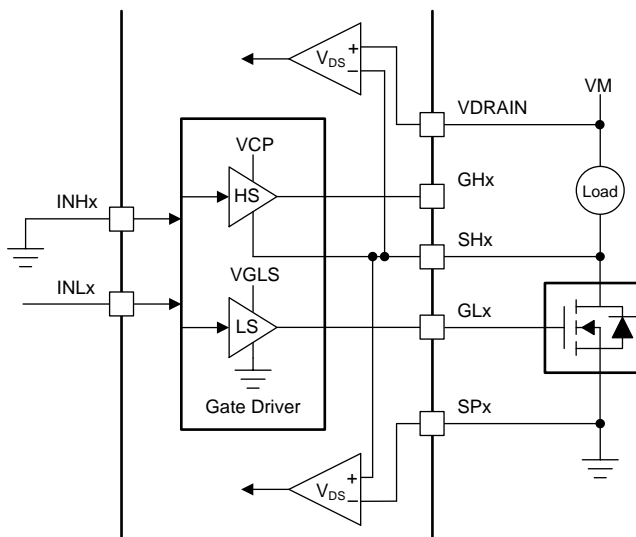 VDS
+
−
VM
VDRAIN
VCP
HS
GHx
Load
INHx
SHx
VGLS
INLx
LS
GLx
Gate Driver
SPx
VDS
+
−